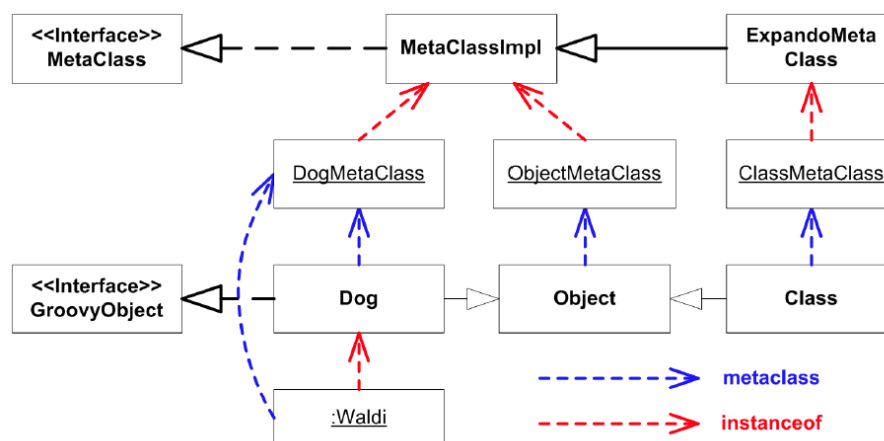 <<Interface>>
MetaClass
MetaClassImpl
ExpandoMeta
Class
DogMetaClass
ObjectMetaClass
ClassMetaClass
<<Interface>>
GroovyObject
Dog
Object
Class
:Waldi
metaclass
instanceof